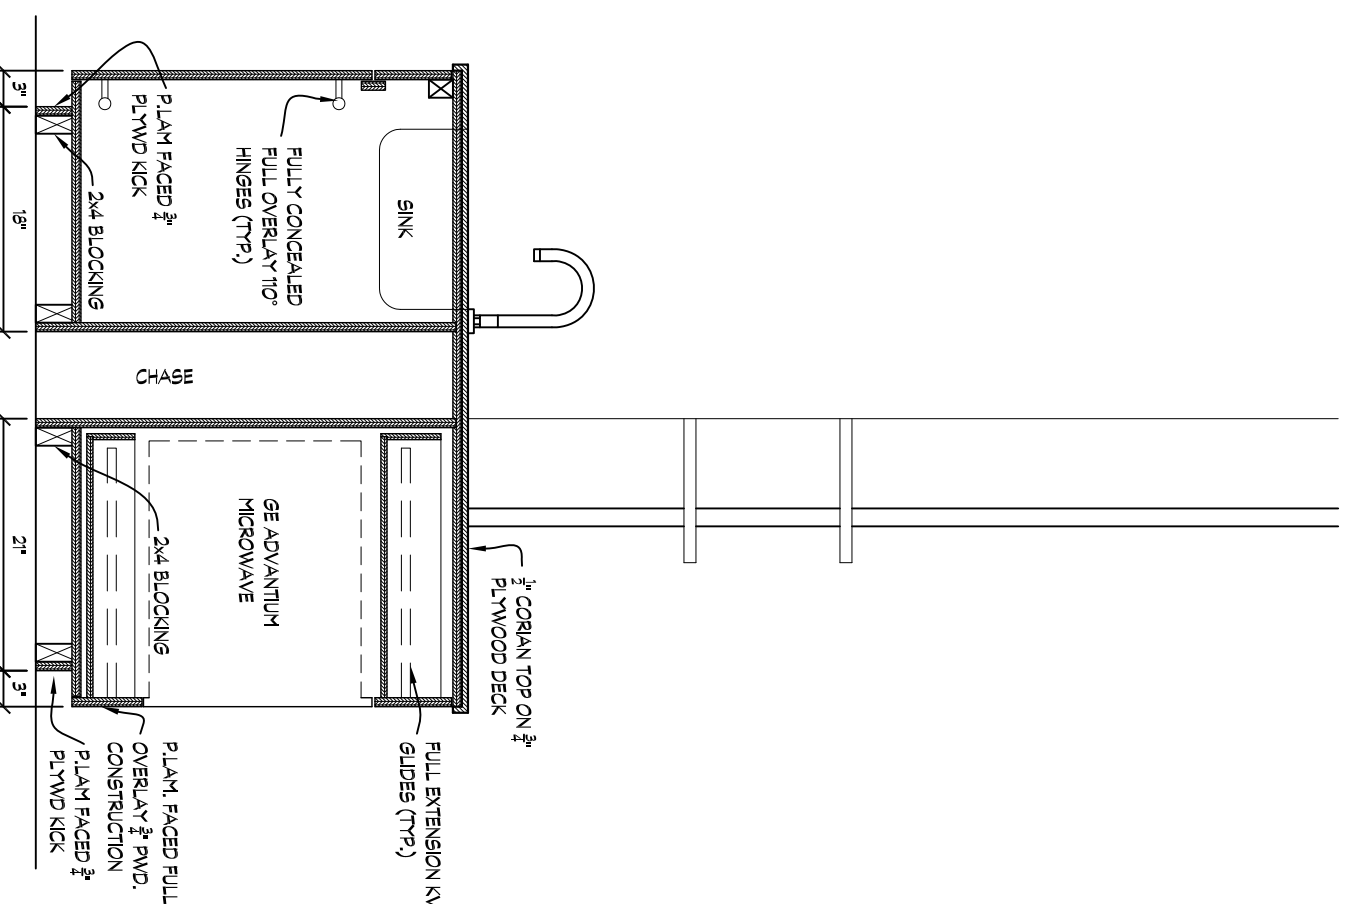 ½" CORIAN TOP ON ¾"
PLYWOOD DECK
FULLY CONCEALED
FULL OVERLAY 110°
HINGES (TYP.)
SINK
CHASE
GE ADVANTIUM
MICROWAVE
FULL EXTENSION
GLIDES (TYP.)
P.LAM FACED ¾"
PLYWD KICK
2x4 BLOCKING
2x4 BLOCKING
P.LAM. FACED FULL
OVERLAY ¾" PWD.
CONSTRUCTION
P.LAM FACED ¾"
PLYWD KICK
3"
18"
21"
3"